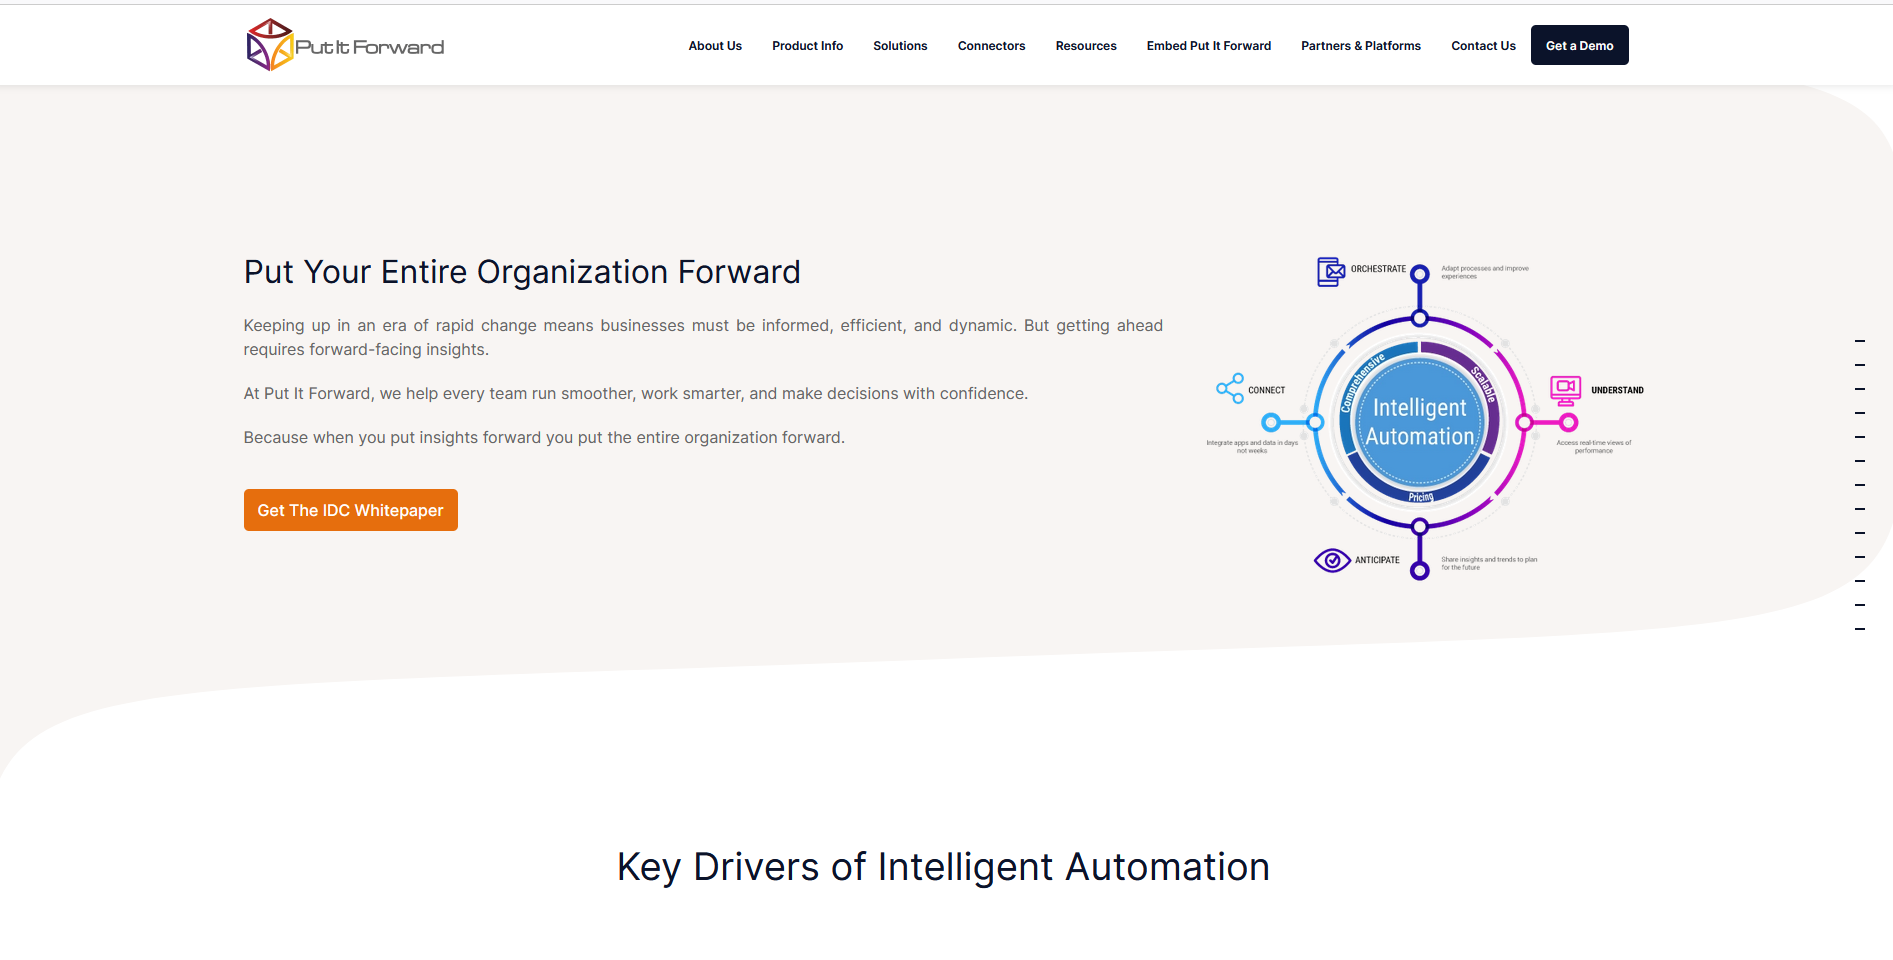 Put It Forward
About Us
Product Info
Solutions
Connectors
Resources
Embed Put It Forward
Partners & Platforms
Contact Us
Get a Demo
Put Your Entire Organization Forward
Keeping up in an era of rapid change means businesses must be informed, efficient, and dynamic. But getting ahead
requires forward-facing insights.
At Put It Forward, we help every team run smoother, work smarter, and make decisions with confidence.
Because when you put insights forward you put the entire organization forward.
Get The IDC Whitepaper
ORCHESTRATE
Adapt processes and improve
experiences
CONNECT
Integrate apps and data in days
not weeks
Comprehensive
Scalable
Pricing
Intelligent
Automation
UNDERSTAND
Access real-time views of
performance
ANTICIPATE
Share insights and trends to plan
for the future
Key Drivers of Intelligent Automation